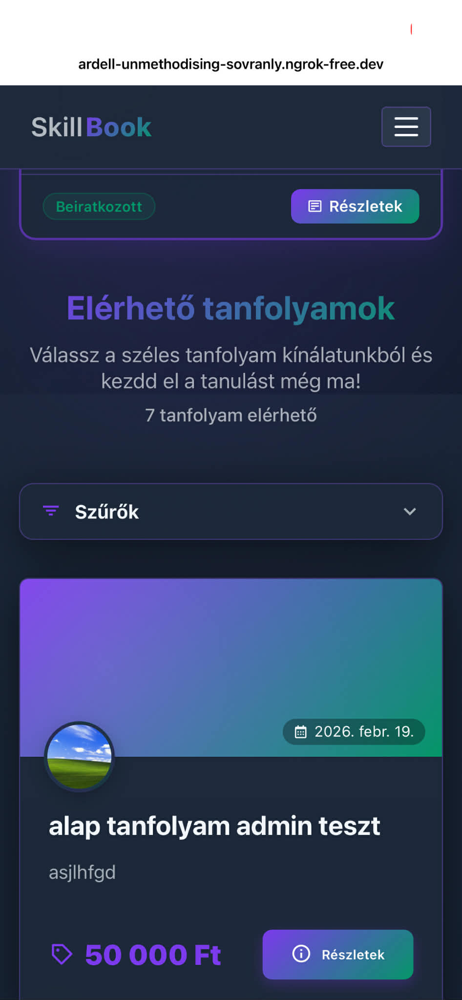 ardell-unmethodising-sovranly.ngrok-free.dev
SkillBook
Beiratkozott
Részletek
Elérhető tanfolyamok
Válassz a széles tanfolyam kínálatunkból és
kezdd el a tanulást még ma!
7 tanfolyam elérhető
Szűrők
2026. febr. 19.
alap tanfolyam admin teszt
asjlhfgd
50 000 Ft
Részletek